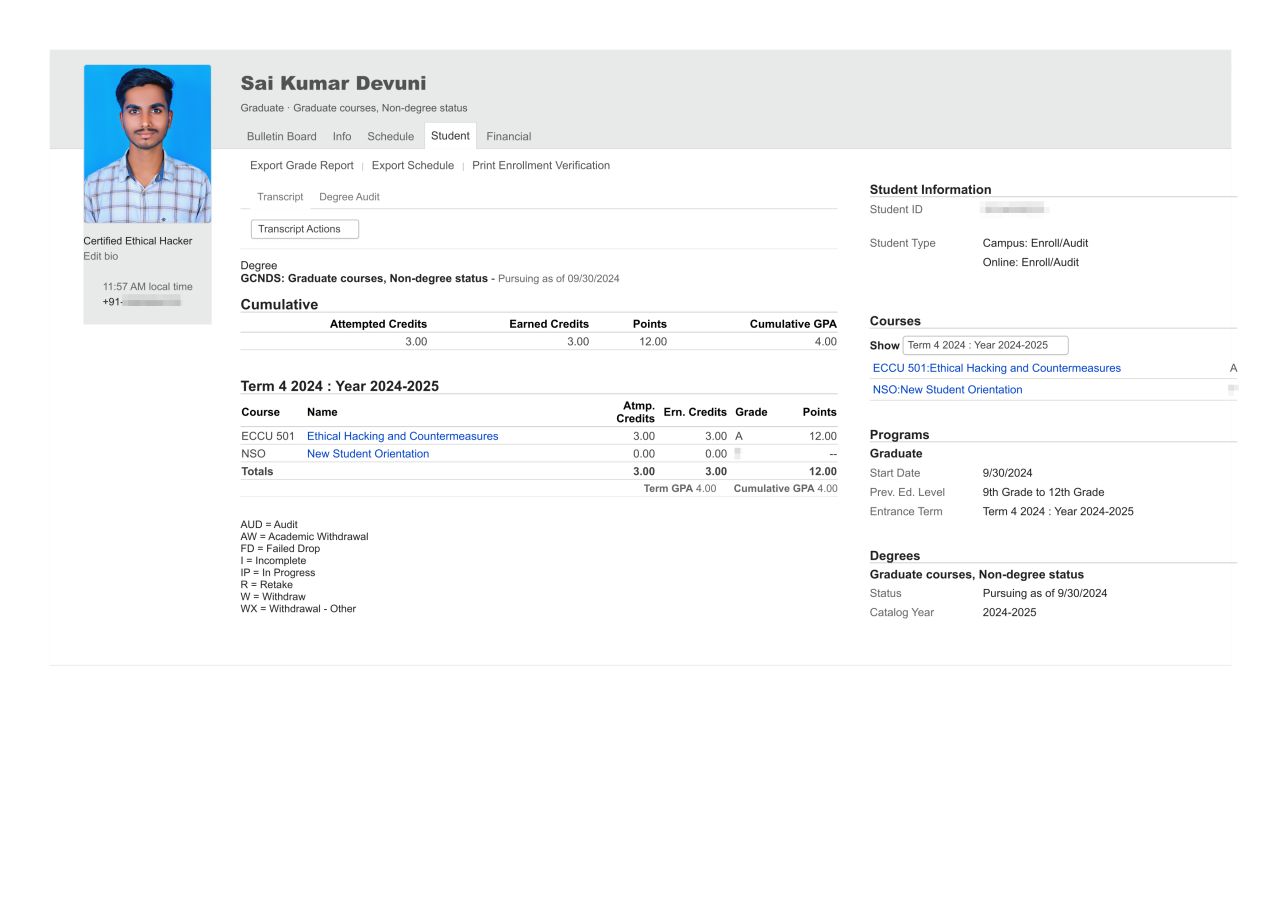 Sai Kumar Devuni
Graduate · Graduate courses, Non-degree status
Bulletin Board Info Schedule Student Financial
Export Grade Report | Export Schedule | Print Enrollment Verification
Transcript Degree Audit
Transcript Actions
Certified Ethical Hacker
Edit bio
11:57 AM local time
+91-
Degree
GCNDS: Graduate courses, Non-degree status - Pursuing as of 09/30/2024
Cumulative
Attempted Credits Earned Credits Points Cumulative GPA
3.00 3.00 12.00 4.00
Term 4 2024 : Year 2024-2025
Course Name Atmp. Credits Ern. Credits Grade Points
ECCU 501 Ethical Hacking and Countermeasures 3.00 3.00 A 12.00
NSO New Student Orientation 0.00 0.00 --
Totals 3.00 3.00 12.00
Term GPA 4.00 Cumulative GPA 4.00
AUD = Audit
AW = Academic Withdrawal
FD = Failed Drop
I = Incomplete
IP = In Progress
R = Retake
W = Withdraw
WX = Withdrawal - Other
Student Information
Student ID
Student Type Campus: Enroll/Audit
Online: Enroll/Audit
Courses
Show Term 4 2024 : Year 2024-2025
ECCU 501:Ethical Hacking and Countermeasures A
NSO:New Student Orientation
Programs
Graduate
Start Date 9/30/2024
Prev. Ed. Level 9th Grade to 12th Grade
Entrance Term Term 4 2024 : Year 2024-2025
Degrees
Graduate courses, Non-degree status
Status Pursuing as of 9/30/2024
Catalog Year 2024-2025